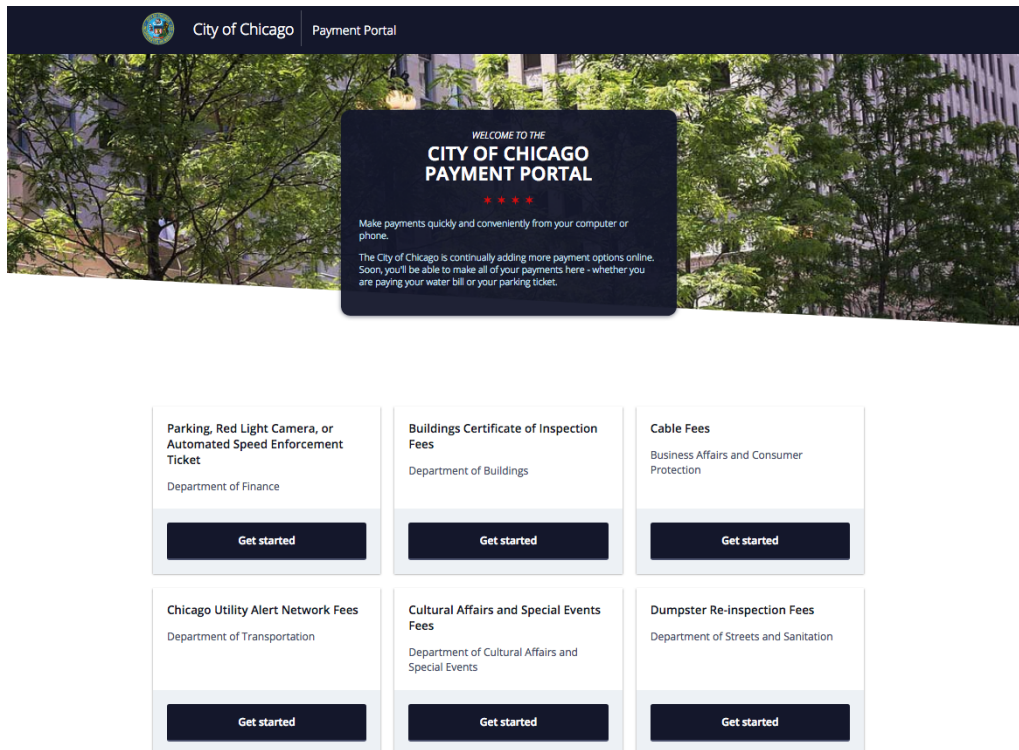 City of Chicago
Payment Portal
WELCOME TO THE
CITY OF CHICAGO
PAYMENT PORTAL
Make payments quickly and conveniently from your computer or
phone.
The City of Chicago is continually adding more payment options online.
Soon, you'll be able to make all of your payments here - whether you
are paying your water bill or your parking ticket.
Parking, Red Light Camera, or
Automated Speed Enforcement
Ticket
Department of Finance
Get started
Buildings Certificate of Inspection
Fees
Department of Buildings
Get started
Cable Fees
Business Affairs and Consumer
Protection
Get started
Chicago Utility Alert Network Fees
Department of Transportation
Get started
Cultural Affairs and Special Events
Fees
Department of Cultural Affairs and
Special Events
Get started
Dumpster Re-inspection Fees
Department of Streets and Sanitation
Get started